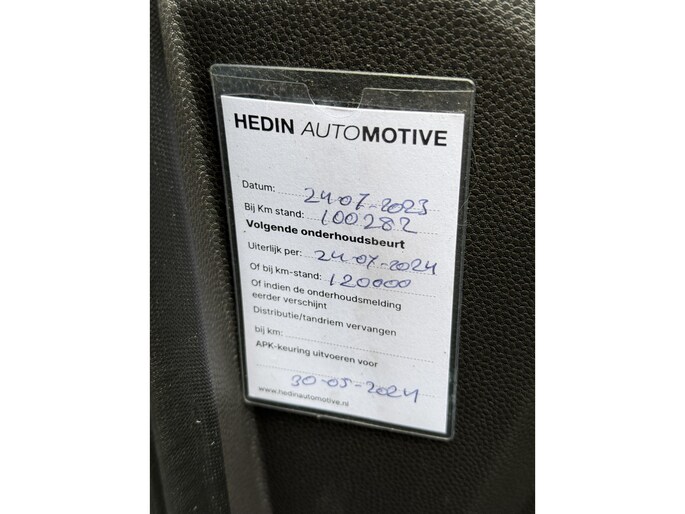 HEDIN AUTOMOTIVE
Datum: 24-07-2023
Bij Km stand: 100282
Volgende onderhoudsbeurt
Uiterlijk per: 24-07-2024
Of bij km-stand: 120000
Of indien de onderhoudsmelding
eerder verschijnt
Distributie/tandriem vervangen
bij km:
APK-keuring uitvoeren voor
30-05-2024
www.hedinautomotive.nl